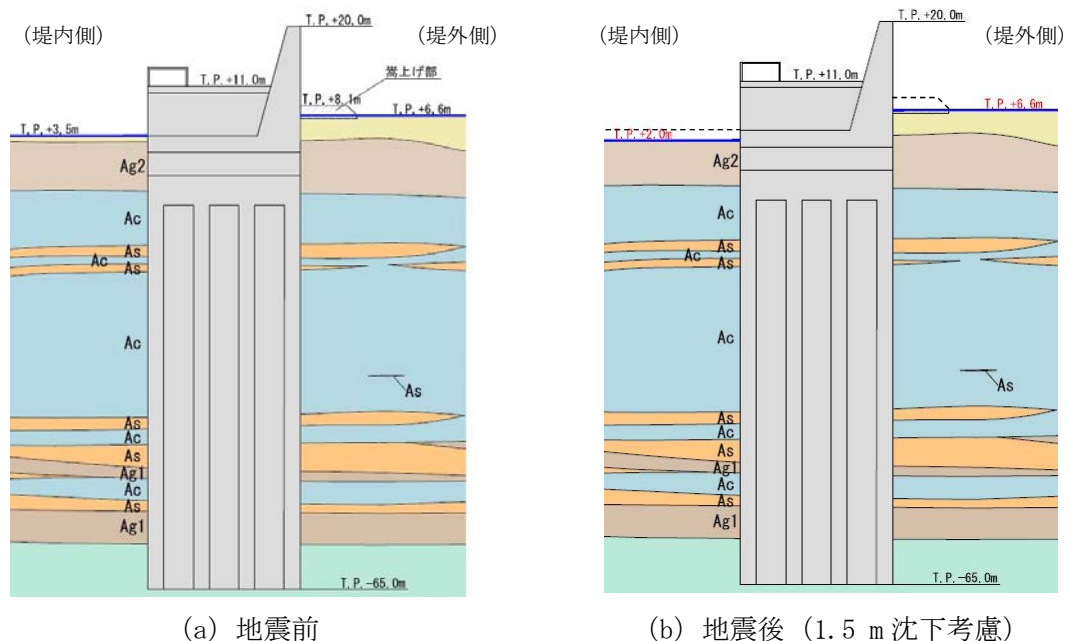 T.P.+20.0m
(堤内側)
(堤外側)
嵩上げ部
T.P.+11.0m
T.P.+8.1m
T.P.+6.6m
T.P.+3.5m
Ag2
Ac
As
Ac
As
Ac
As
As
Ac
As
Ag1
Ac
As
Ag1
T.P.-65.0m
(a) 地震前
T.P.+20.0m
(堤内側)
(堤外側)
T.P.+11.0m
T.P.+6.6m
T.P.+2.0m
Ag2
Ac
As
Ac
As
Ac
As
As
Ac
As
Ag1
Ac
As
Ag1
T.P.-65.0m
(b) 地震後 (1.5 m 沈下考慮)